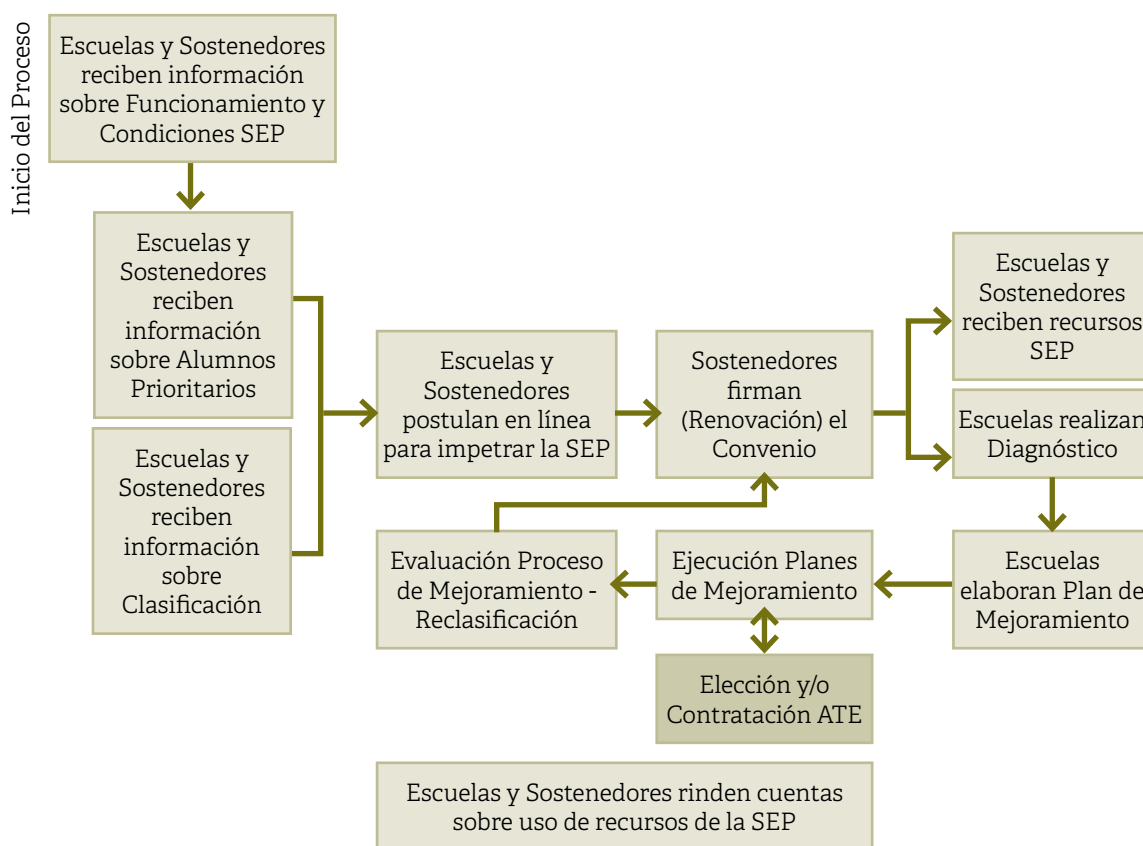 Inicio del Proceso
Escuelas y Sostenedores
reciben información
sobre Funcionamiento y
Condiciones SEP
Escuelas y
Sostenedores
reciben
información
sobre Alumnos
Prioritarios
Escuelas y
Sostenedores
reciben
información
sobre
Clasificación
Escuelas y
Sostenedores
postulan en línea
para impetrar la SEP
Sostenedores
firman
(Renovación) el
Convenio
Escuelas y
Sostenedores
reciben recursos
SEP
Escuelas realizan
Diagnóstico
Escuelas
elaboran Plan de
Mejoramiento
Ejecución Planes
de Mejoramiento
Evaluación Proceso
de Mejoramiento -
Reclasificación
Elección y/o
Contratación ATE
Escuelas y Sostenedores rinden cuentas
sobre uso de recursos de la SEP